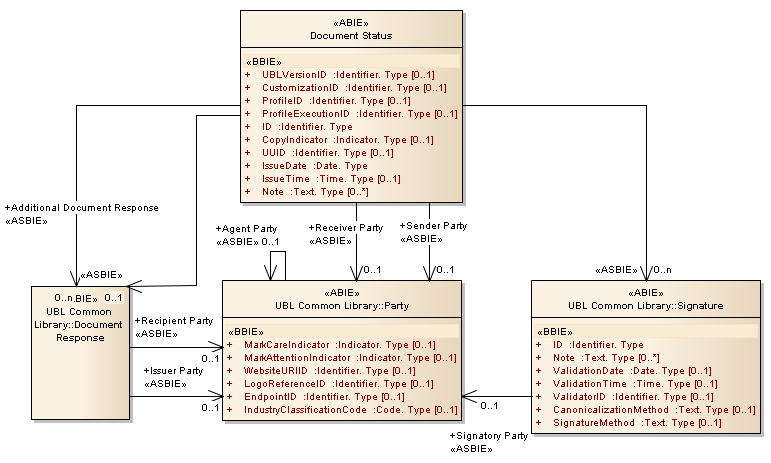 «ABIE»
Document Status
«BBIE»
+ UBLVersionID :Identifier. Type [0..1]
+ CustomizationID :Identifier. Type [0..1]
+ ProfileID :Identifier. Type [0..1]
+ ProfileExecutionID :Identifier. Type [0..1]
+ ID :Identifier. Type
+ CopyIndicator :Indicator. Type [0..1]
+ UUID :Identifier. Type [0..1]
+ IssueDate :Date. Type
+ IssueTime :Time. Type [0..1]
+ Note :Text. Type [0..*]
+Additional Document Response
«ASBIE»
+Agent Party
«ASBIE» 0..1
+Receiver Party
«ASBIE»
0..1
+Sender Party
«ASBIE»
0..1
«ASBIE»
«ASBIE» 0..n
0..n BIE» 0..1
UBL Common
Library::Document
Response
+Recipient Party
«ASBIE»
0..1
+Issuer Party
«ASBIE»
0..1
«ABIE»
UBL Common Library::Party
«BBIE»
+ MarkCareIndicator :Indicator. Type [0..1]
+ MarkAttentionIndicator :Indicator. Type [0..1]
+ WebsiteURIID :Identifier. Type [0..1]
+ LogoReferenceID :Identifier. Type [0..1]
+ EndpointID :Identifier. Type [0..1]
+ IndustryClassificationCode :Code. Type [0..1]
«ABIE»
UBL Common Library::Signature
«BBIE»
+ ID :Identifier. Type
+ Note :Text. Type [0..*]
+ ValidationDate :Date. Type [0..1]
+ ValidationTime :Time. Type [0..1]
+ ValidatorID :Identifier. Type [0..1]
+ CanonicalizationMethod :Text. Type [0..1]
+ SignatureMethod :Text. Type [0..1]
0..1
+Signatory Party
«ASBIE»